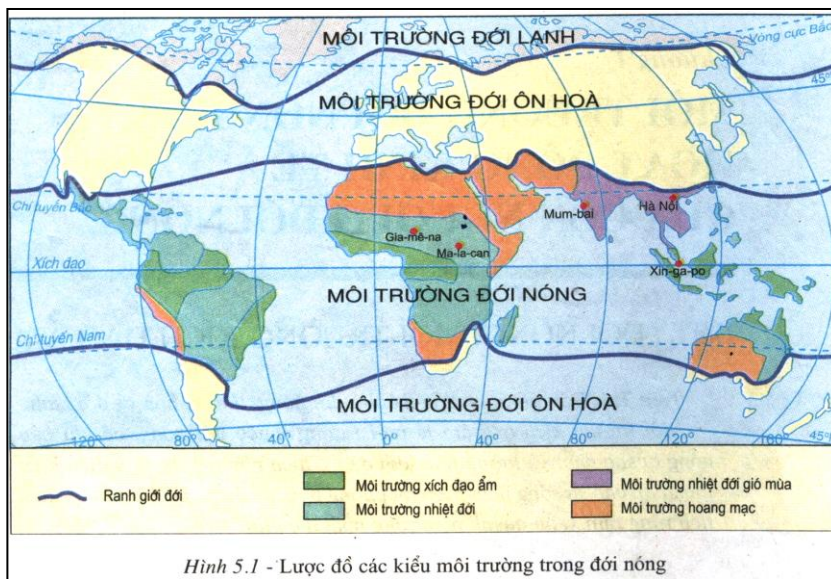 MÔI TRƯỜNG ĐỚI LẠNH
Vòng cực Bắc
45°
MÔI TRƯỜNG ĐỚI ÔN HOÀ
Chí tuyến Bắc
Hà Nội
Mum-bai
Gia-mê-na
Ma-la-can
Xích đạo
Xin-ga-po
MÔI TRƯỜNG ĐỚI NÓNG
Chí tuyến Nam
MÔI TRƯỜNG ĐỚI ÔN HOÀ
120° 80° 40° 0° 40° 80° 120° 160° 45°
Ranh giới đới
Môi trường xích đạo ẩm
Môi trường nhiệt đới gió mùa
Môi trường nhiệt đới
Môi trường hoang mạc
Hình 5.1 - Lược đồ các kiểu môi trường trong đới nóng